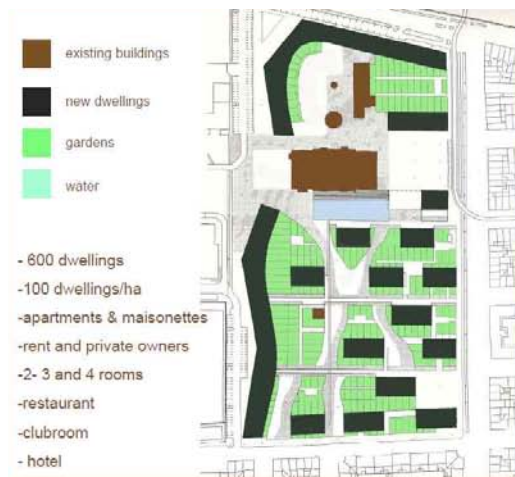 existing buildings
new dwellings
gardens
water
- 600 dwellings
-100 dwellings/ha
-apartments & maisonettes
-rent and private owners
-2- 3 and 4 rooms
-restaurant
-clubroom
- hotel